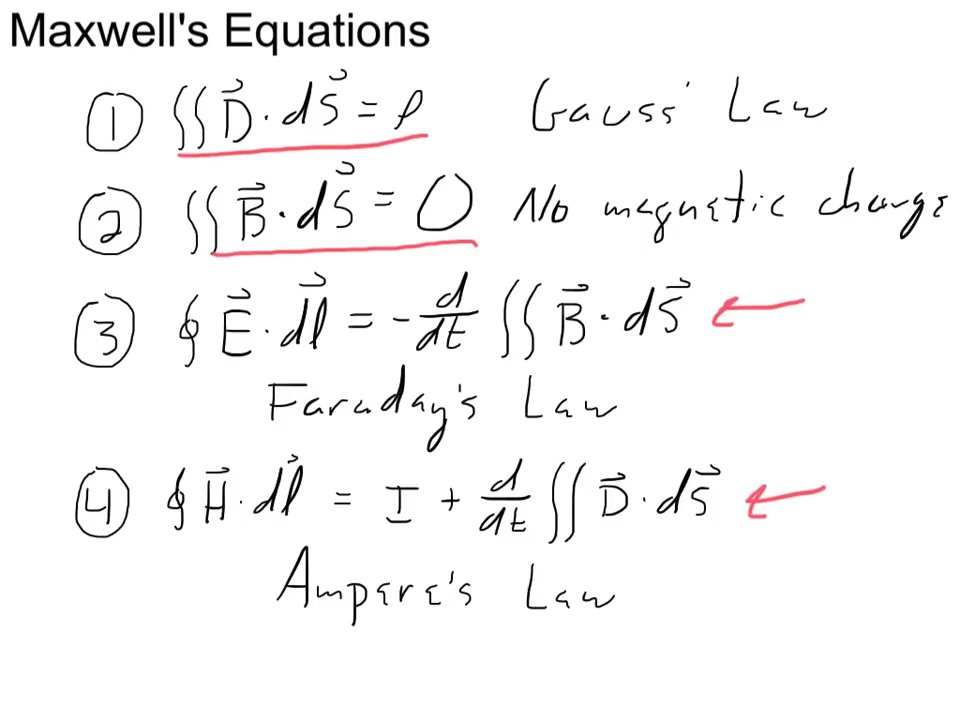 Maxwell's Equations
① ∬ D⃗ · dS⃗ = ρ Gauss' Law
② ∬ B⃗ · dS⃗ = 0 No magnetic charge
③ ∮ E⃗ · dl⃗ = - d/dt ∬ B⃗ · dS⃗ ←
Faraday's Law
④ ∮ H⃗ · dl⃗ = I + d/dt ∬ D⃗ · dS⃗ ←
Ampere's Law